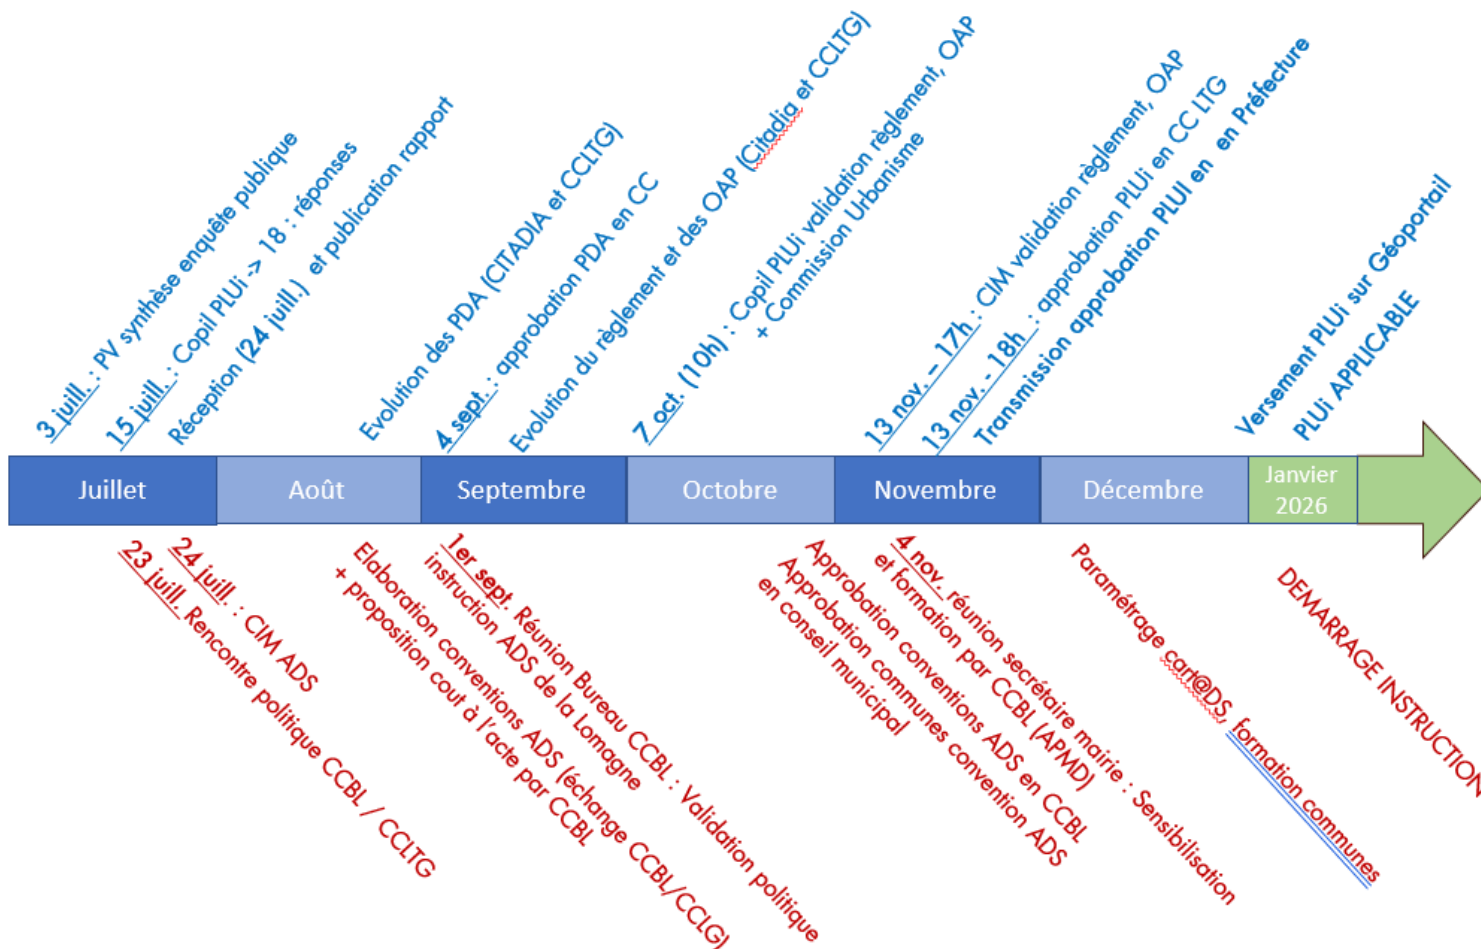 3 juill. : PV synthèse enquête publique
15 juill. : Copil PLUi -> 18 : réponses
Réception (24 juill.) et publication rapport
Evolution des PDA (CITADIA et CCLTG)
4 sept. : approbation PDA en CC
Evolution du règlement et des OAP (Citadia et CCLTG)
7 oct. (10h) : Copil PLUi validation règlement, OAP
+ Commission Urbanisme
13 nov. – 17h : CIM validation règlement, OAP
13 nov. - 18h : approbation PLUi en CC LTG
Transmission approbation PLUI en en Préfecture
Versement PLUi sur Géoportail
PLUi APPLICABLE
Juillet
Août
Septembre
Octobre
Novembre
Décembre
Janvier
2026
23 juill. Rencontre politique CCBL / CCLTG
24 juill. : CIM ADS
Elaboration conventions ADS (échange CCBL/CCLG)
+ proposition cout à l'acte par CCBL
1er sept. Réunion Bureau CCBL : Validation politique
instruction ADS de la Lomagne
Approbation conventions ADS en CCBL
Approbation communes convention ADS
en conseil municipal
4 nov. réunion secrétaire mairie : Sensibilisation
et formation par CCBL (APMD)
Paramétrage cart@DS, formation communes
DEMARRAGE INSTRUCTION